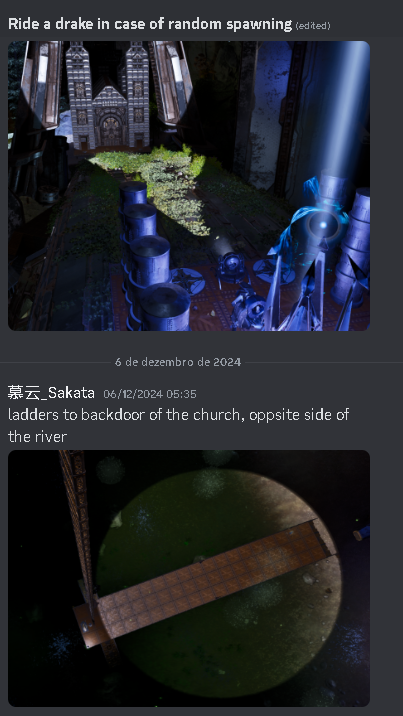 Ride a drake in case of random spawning (edited)
6 de dezembro de 2024
慕云_Sakata 06/12/2024 05:35
ladders to backdoor of the church, oppsite side of
the river